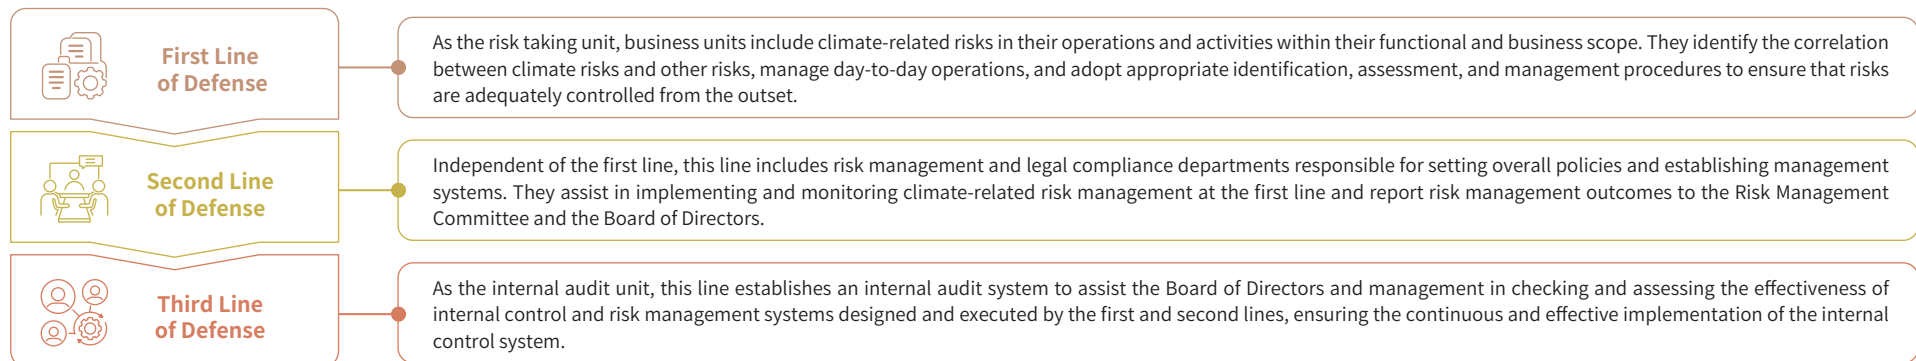 First Line
of Defense
As the risk taking unit, business units include climate-related risks in their operations and activities within their functional and business scope. They identify the correlation
between climate risks and other risks, manage day-to-day operations, and adopt appropriate identification, assessment, and management procedures to ensure that risks
are adequately controlled from the outset.
Second Line
of Defense
Independent of the first line, this line includes risk management and legal compliance departments responsible for setting overall policies and establishing management
systems. They assist in implementing and monitoring climate-related risk management at the first line and report risk management outcomes to the Risk Management
Committee and the Board of Directors.
Third Line
of Defense
As the internal audit unit, this line establishes an internal audit system to assist the Board of Directors and management in checking and assessing the effectiveness of
internal control and risk management systems designed and executed by the first and second lines, ensuring the continuous and effective implementation of the internal
control system.